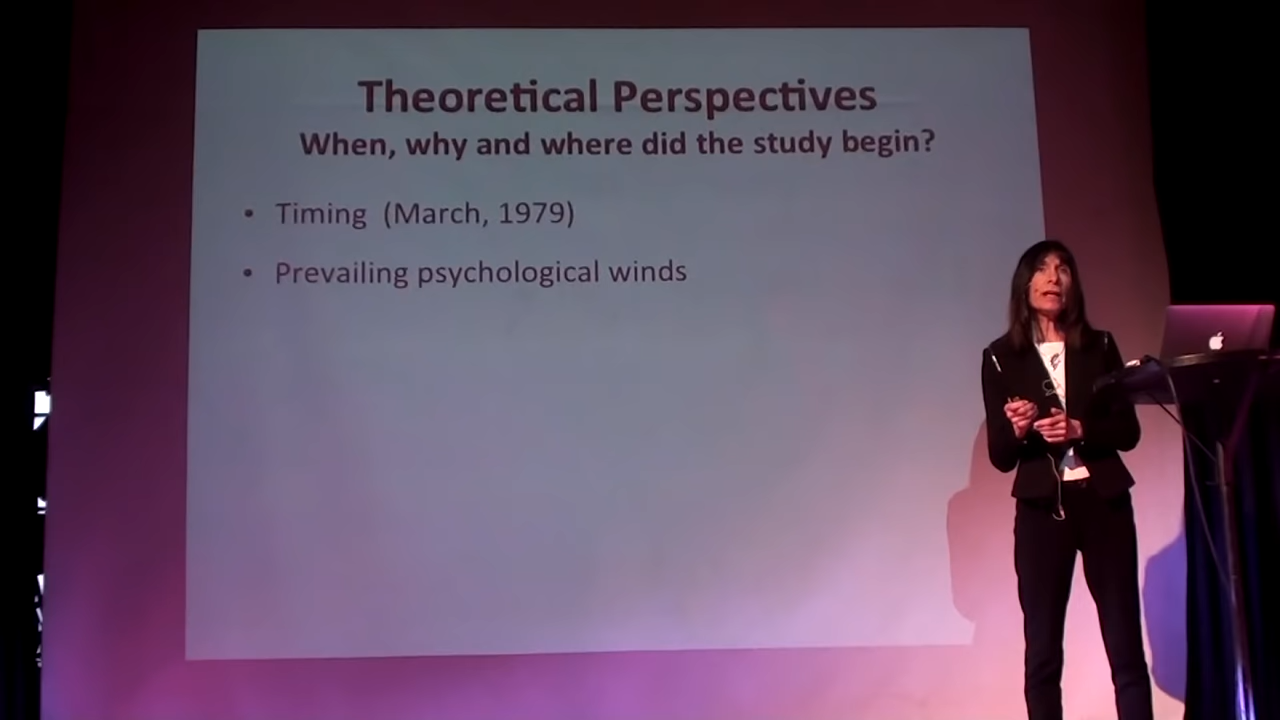 Theoretical Perspectives
When, why and where did the study begin?
• Timing (March, 1979)
• Prevailing psychological winds